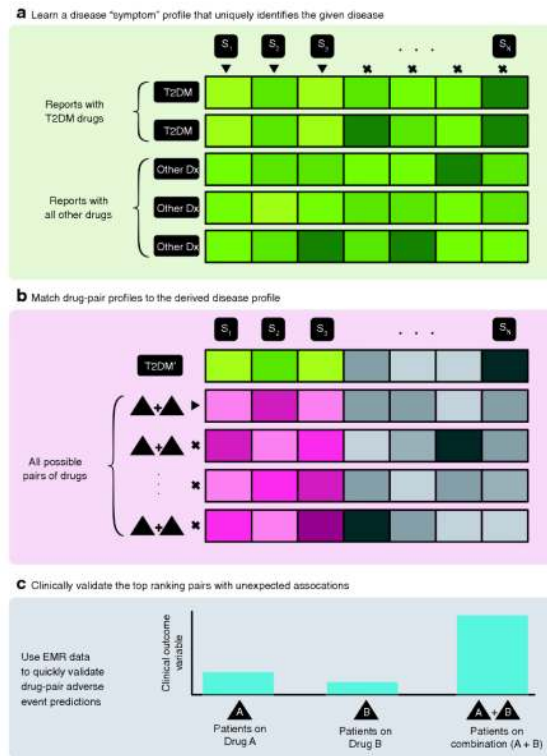 a Learn a disease “symptom” profile that uniquely identifies the given disease
S1 S2 S3 . . . SN
Reports with
T2DM drugs
T2DM
T2DM
Reports with
all other drugs
Other Dx
Other Dx
Other Dx
b Match drug-pair profiles to the derived disease profile
S1 S2 S3 . . . SN
T2DM*
All possible
pairs of drugs
+
+
+
c Clinically validate the top ranking pairs with unexpected assocations
Use EMR data
to quickly validate
drug-pair adverse
event predictions
Clinical outcome
variable
A B A + B
Patients on
Drug A
Patients on
Drug B
Patients on
combination (A + B)